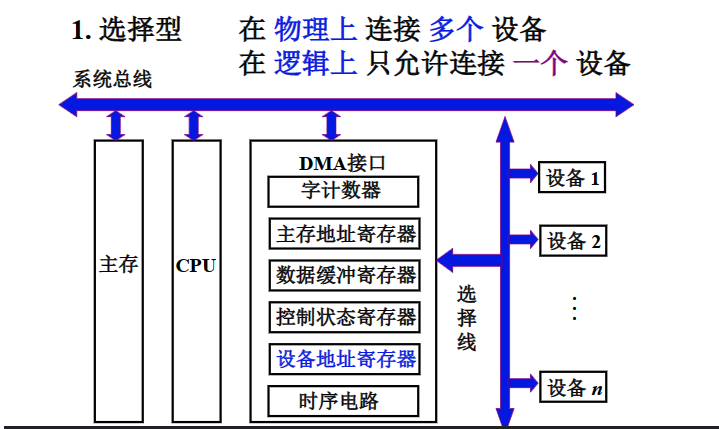 1. 选择型 在 物理上 连接 多个 设备
在 逻辑上 只允许连接 一个 设备
系统总线
主存
CPU
DMA接口
字计数器
主存地址寄存器
数据缓冲寄存器
控制状态寄存器
设备地址寄存器
时序电路
选择线
设备 1
设备 2
⋮
设备 n